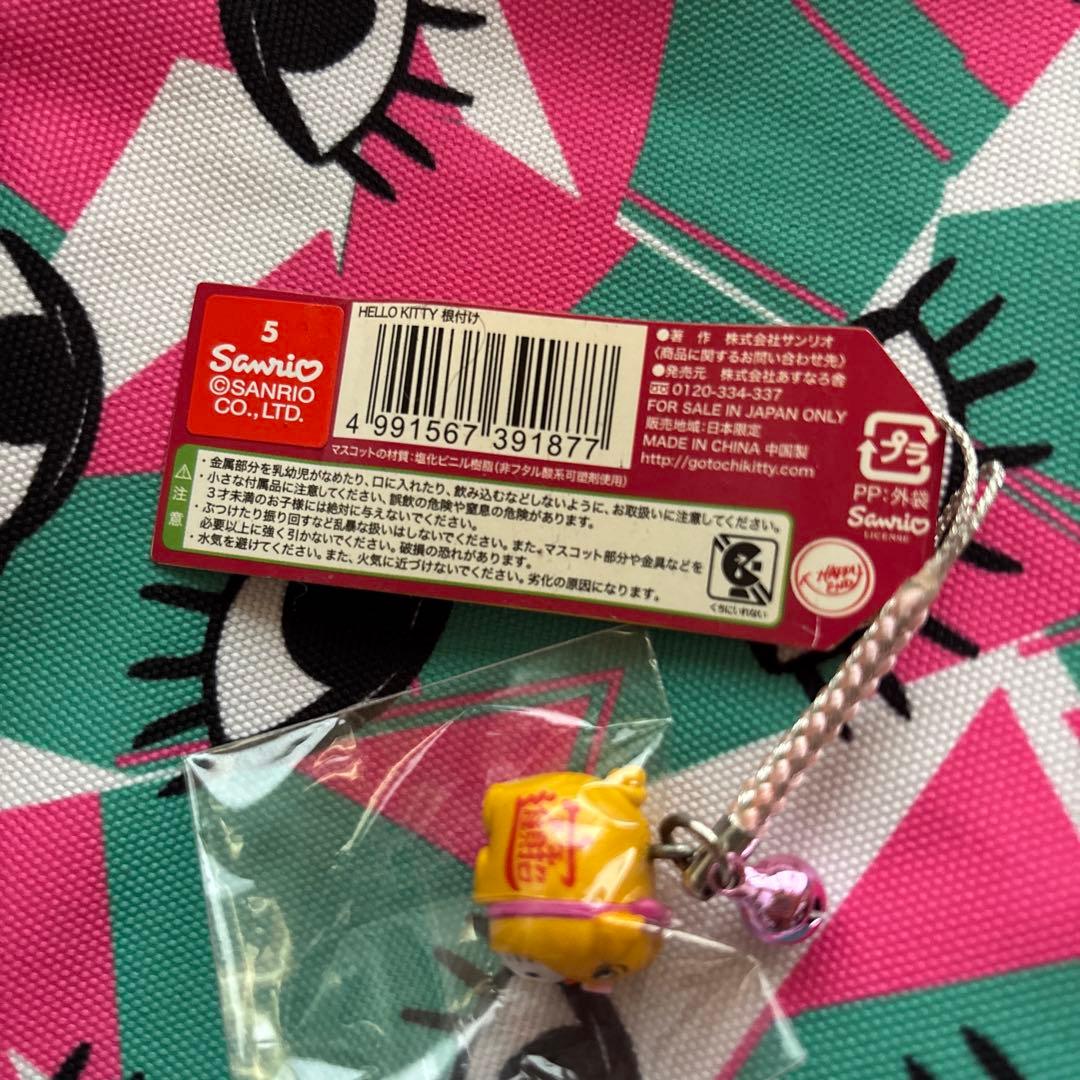 5
Sanrio
©SANRIO
CO., LTD.
HELLO KITTY 根付け
4 991567 391877
マスコットの材質：塩化ビニル樹脂（非フタル酸系可塑剤使用）
●著 作 株式会社サンリオ
〈商品に関するお問い合わせ先〉
●発売元 株式会社あすなろ舎
0120-334-337
FOR SALE IN JAPAN ONLY
販売地域：日本限定
MADE IN CHINA 中国製
http://gotochikitty.com
プラ
PP：外袋
Sanrio
LICENSE
注意
・金属部分を乳幼児がなめたり、口に入れたり、飲み込むなどしないように、お取扱いに注意してください。
・小さな付属品に注意してください、誤飲の危険や窒息の危険があります。
3才未満のお子様には絶対に与えないでください。
・ぶつけたり振り回すなど乱暴な扱いはしないでください。また、マスコット部分や金具などを
必要以上に強く引かないでください。破損の恐れがあります。
・水気を避けてください。また、火気に近づけないでください。劣化の原因になります。
くちにいれない
HAPPY